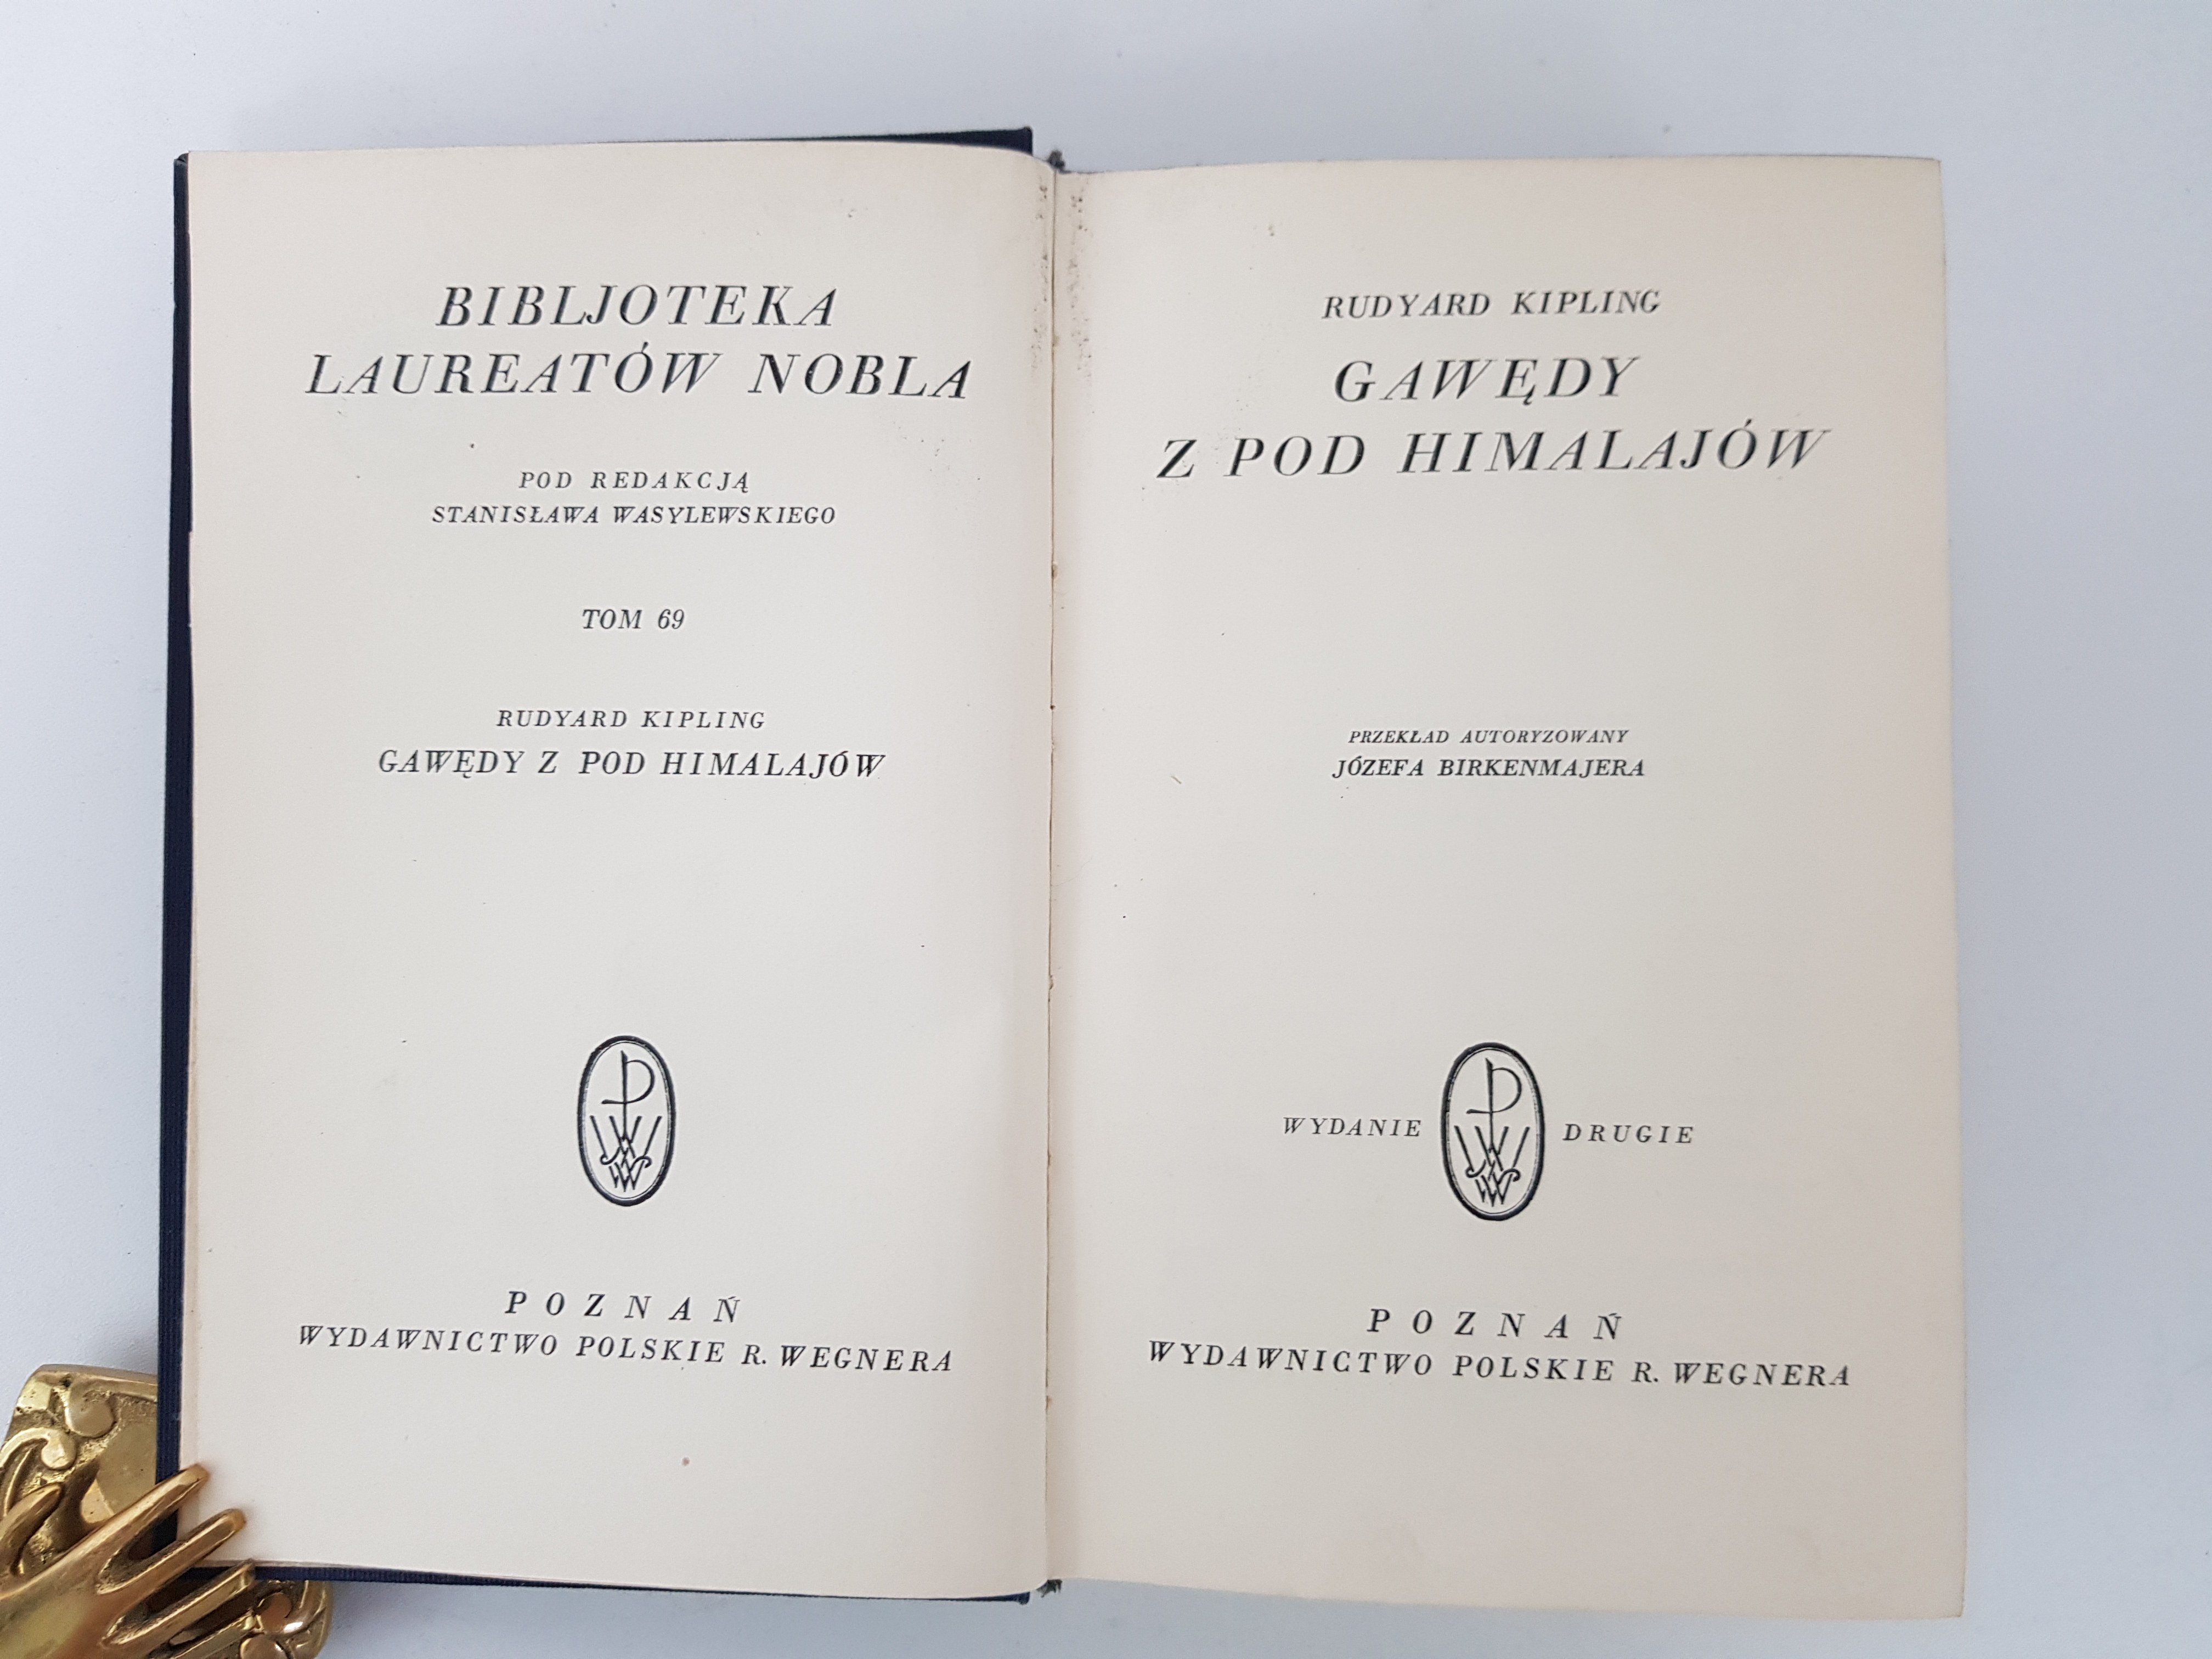 BIBLJOTEKA
LAUREATÓW NOBLA
POD REDAKCJĄ
STANISŁAWA WASYLEWSKIEGO
TOM 69
RUDYARD KIPLING
GAWĘDY Z POD HIMALAJÓW
POZNAŃ
WYDAWNICTWO POLSKIE R. WEGNERA
RUDYARD KIPLING
GAWĘDY
Z POD HIMALAJÓW
PRZEKŁAD AUTORYZOWANY
JÓZEFA BIRKENMAJERA
WYDANIE DRUGIE
POZNAŃ
WYDAWNICTWO POLSKIE R. WEGNERA